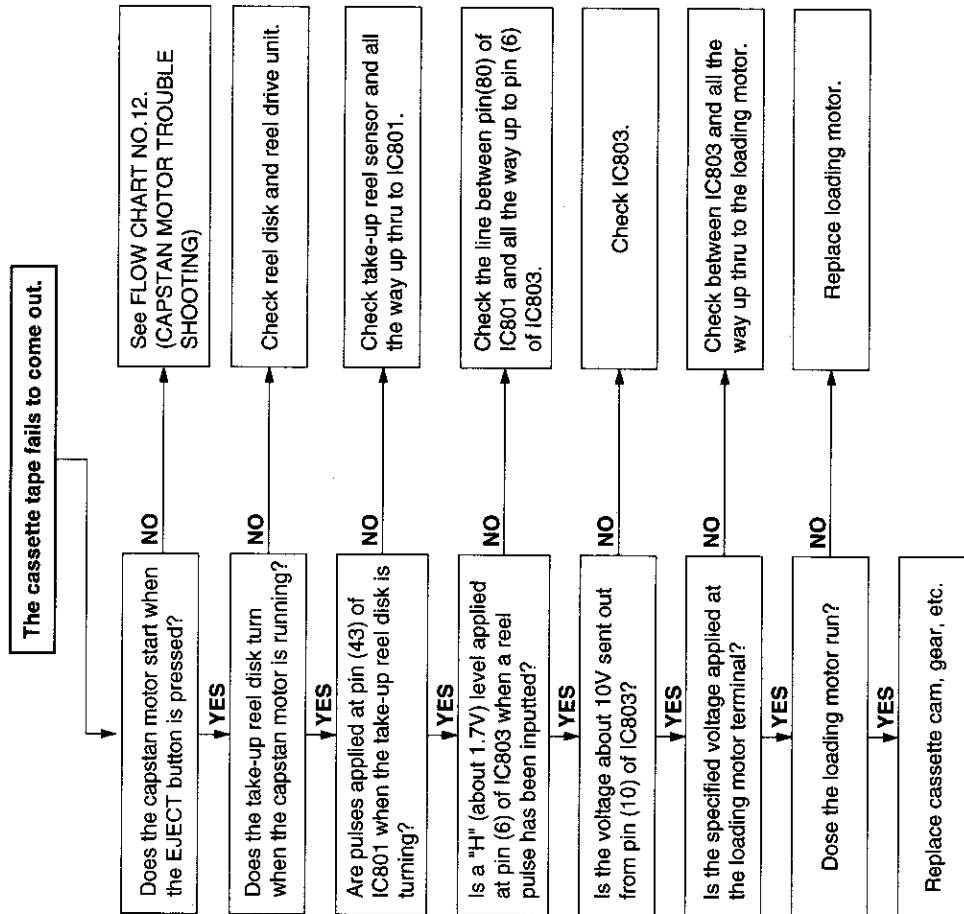 The cassette tape fails to come out.
Does the capstan motor start when
the EJECT button is pressed?
NO
See FLOW CHART NO.12.
(CAPSTAN MOTOR TROUBLE
SHOOTING)
YES
Does the take-up reel disk turn
when the capstan motor is running?
NO
Check reel disk and reel drive unit.
YES
Are pulses applied at pin (43) of
IC801 when the take-up reel disk is
turning?
NO
Check take-up reel sensor and all
the way up thru to IC801.
YES
Is a "H" (about 1.7V) level applied
at pin (6) of IC803 when a reel
pulse has been inputted?
NO
Check the line between pin(80) of
IC801 and all the way up to pin (6)
of IC803.
YES
Is the voltage about 10V sent out
from pin (10) of IC803?
NO
Check IC803.
YES
Is the specified voltage applied at
the loading motor terminal?
NO
Check between IC803 and all the
way up thru to the loading motor.
YES
Dose the loading motor run?
NO
Replace loading motor.
YES
Replace cassette cam, gear, etc.